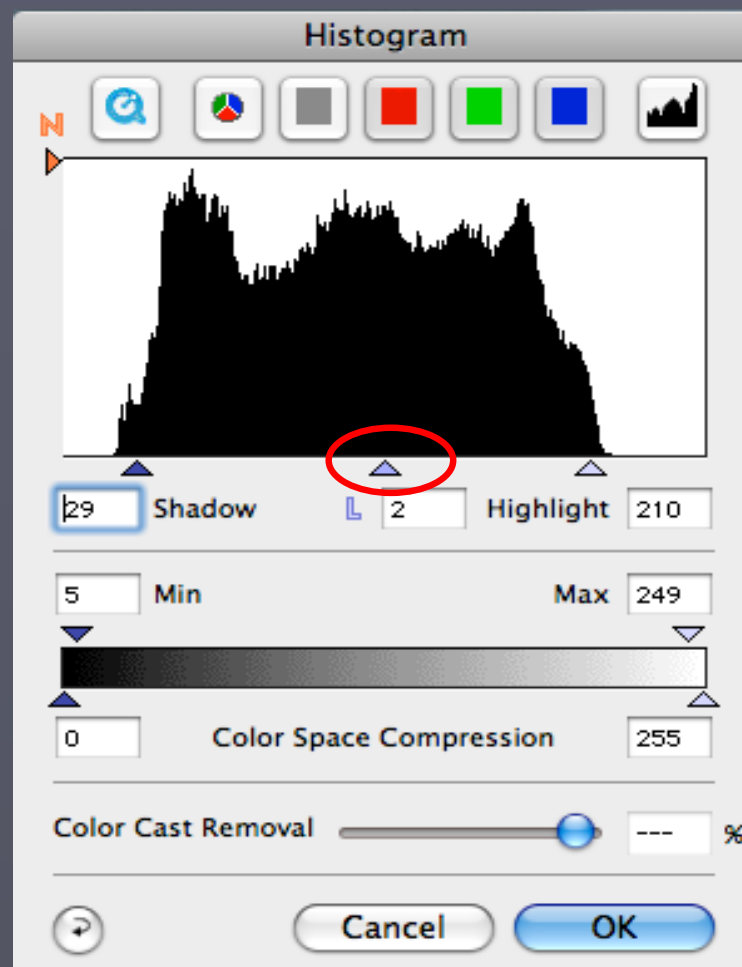 Histogram
N
29 Shadow L 2 Highlight 210
5 Min Max 249
0 Color Space Compression 255
Color Cast Removal --- %
Cancel OK